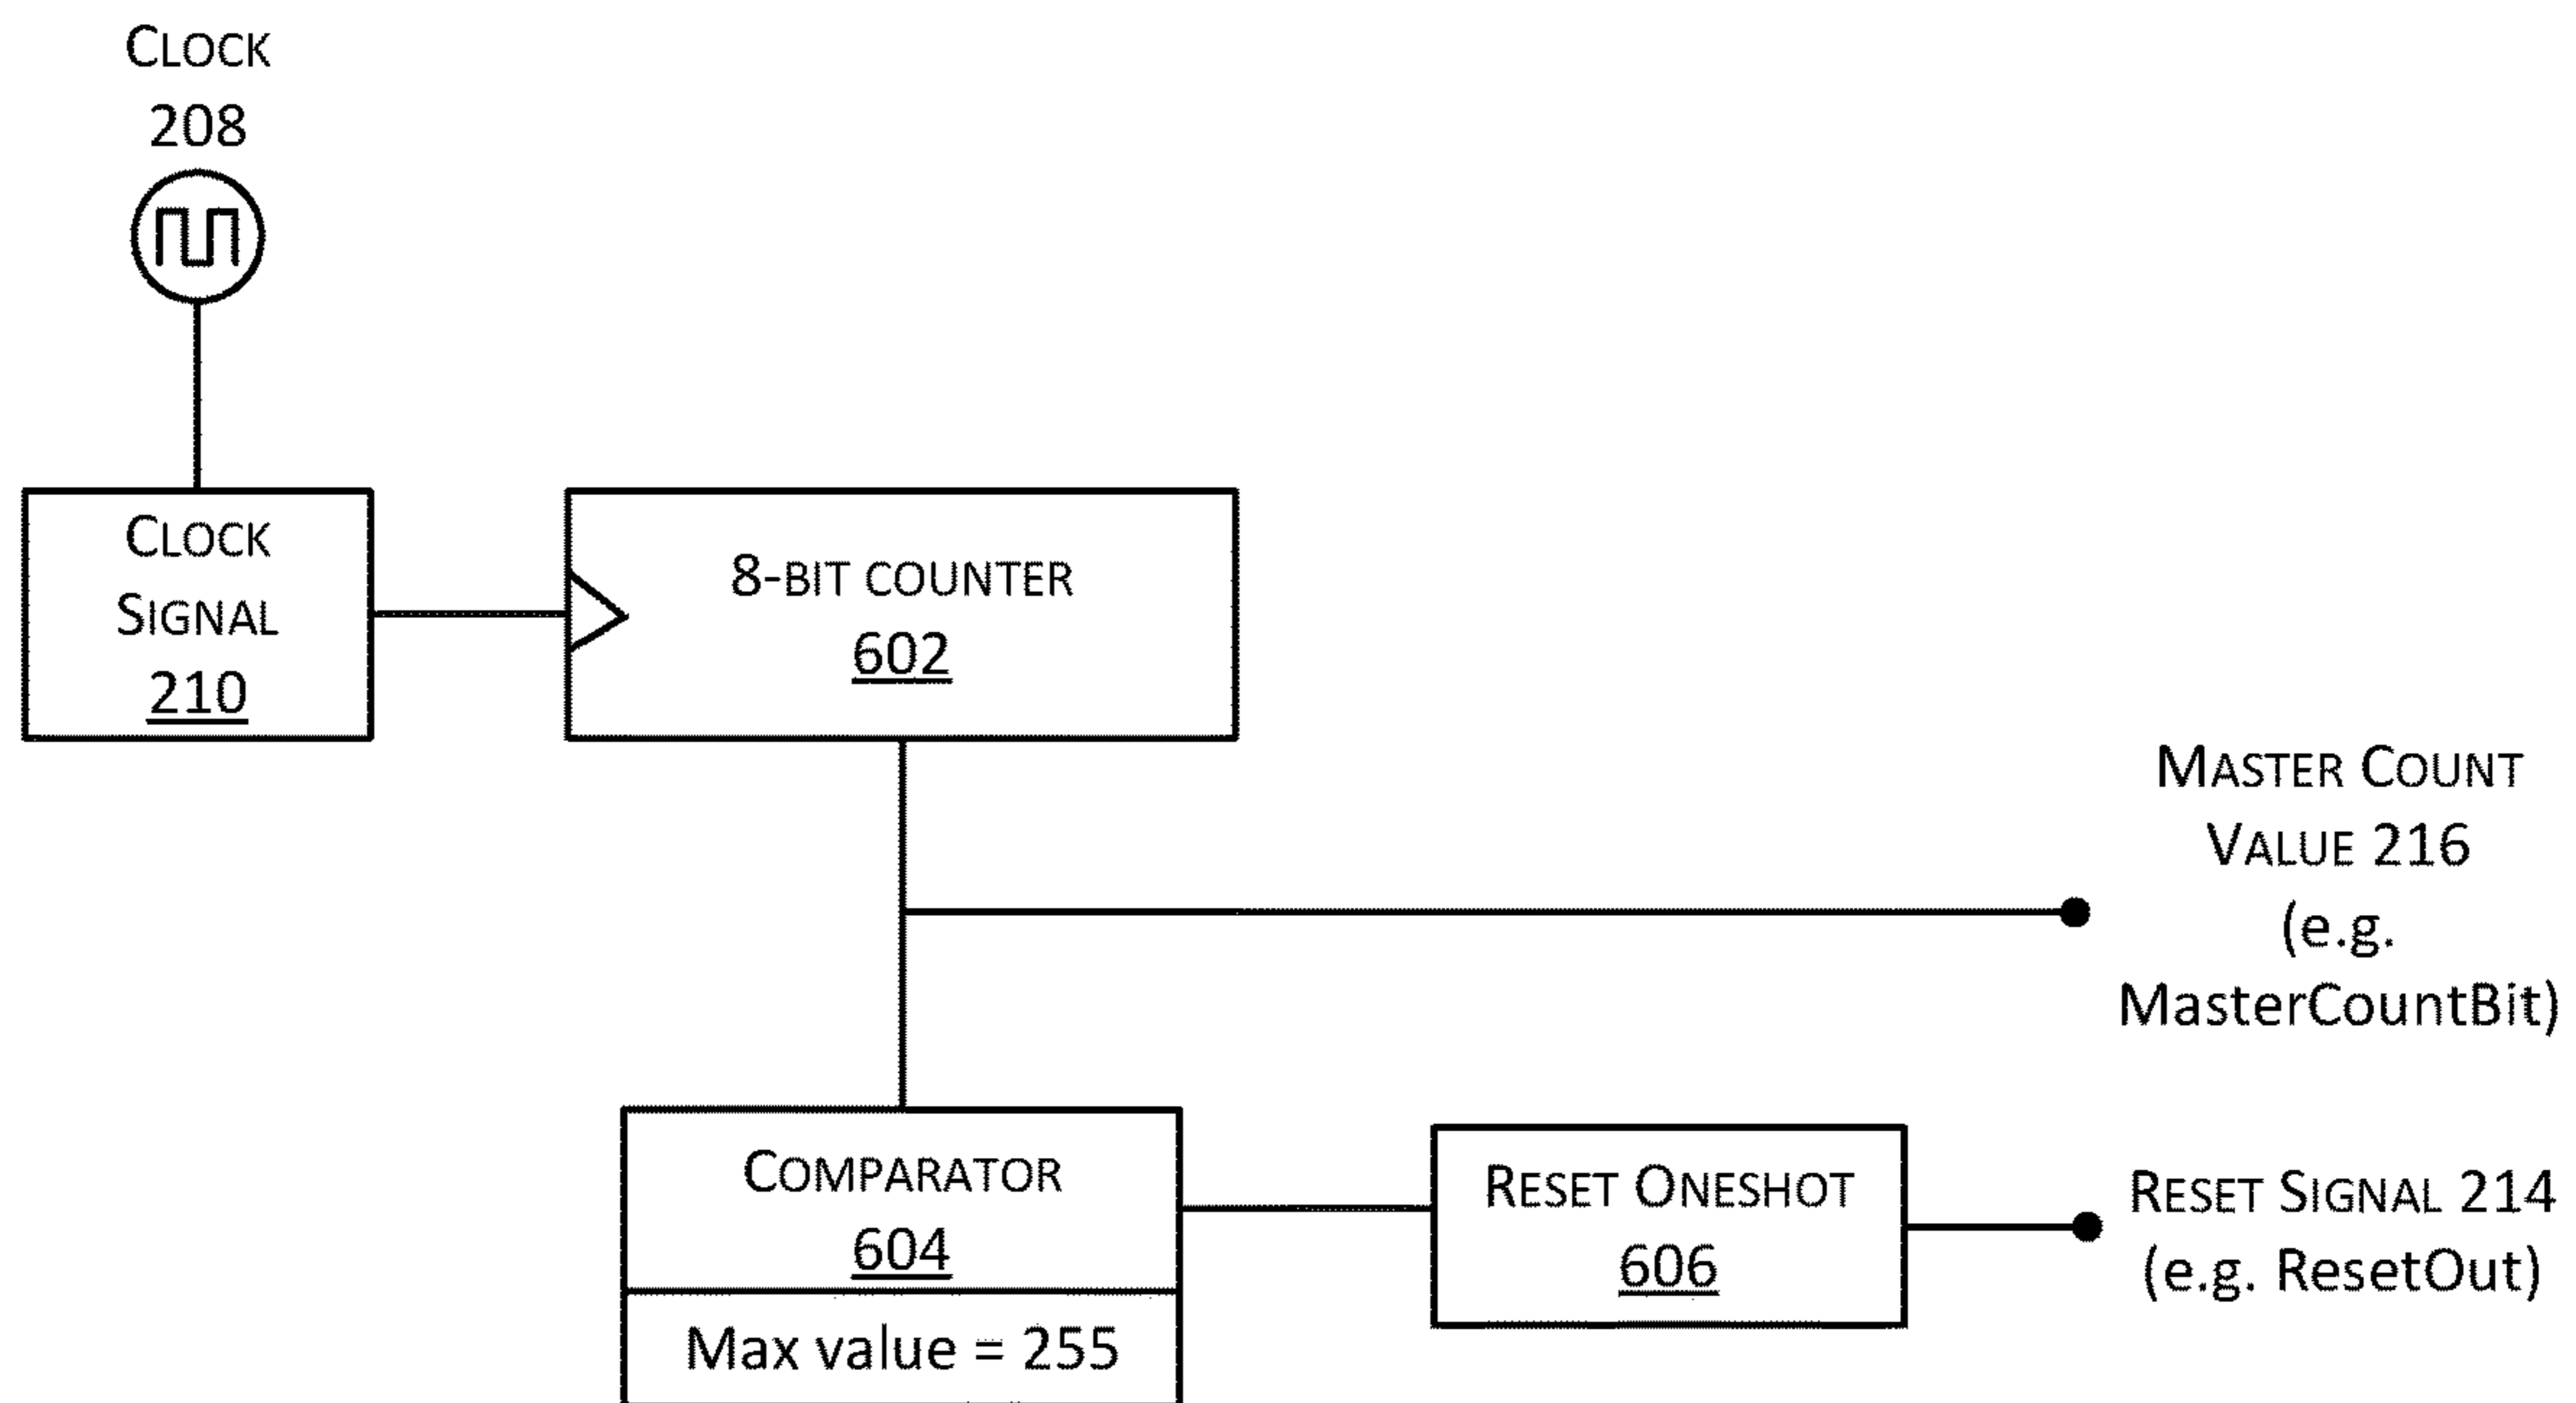 CLOCK
208
CLOCK
SIGNAL
210
8-BIT COUNTER
602
MASTER COUNT
VALUE 216
(e.g.
MasterCountBit)
COMPARATOR
604
Max value = 255
RESET ONESHOT
606
RESET SIGNAL 214
(e.g. ResetOut)